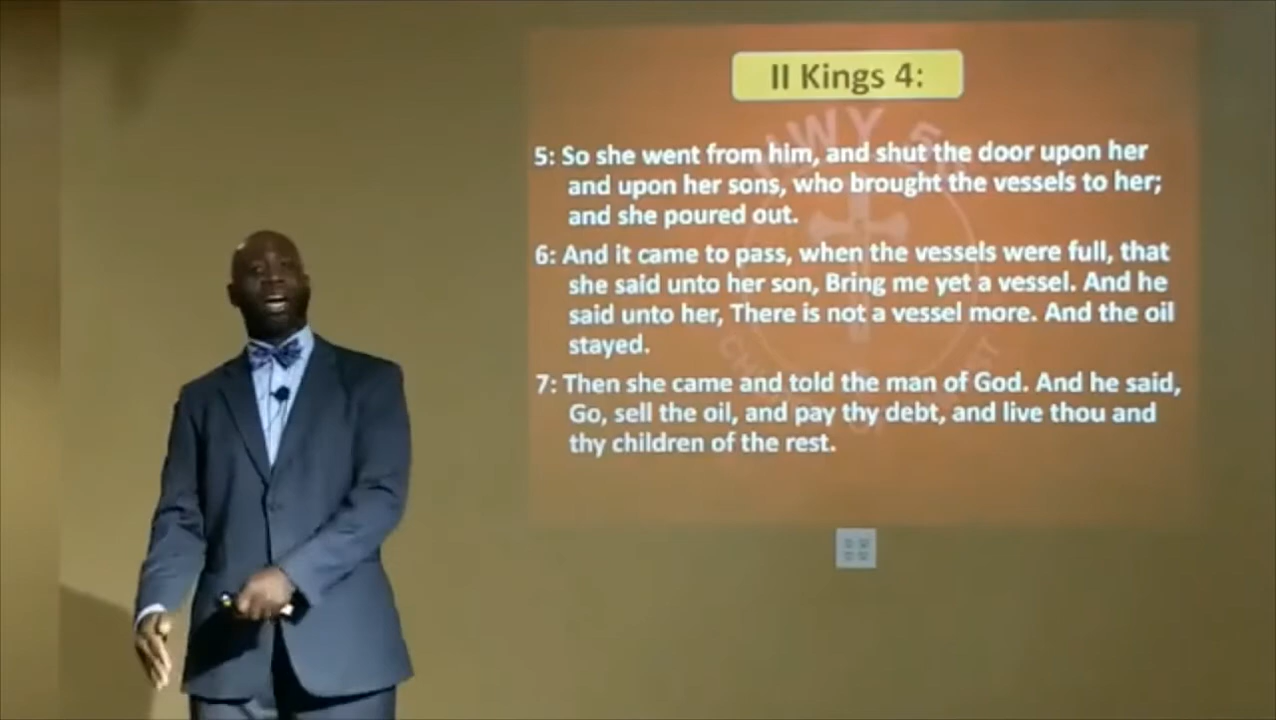 II Kings 4:
5: So she went from him, and shut the door upon her
and upon her sons, who brought the vessels to her;
and she poured out.
6: And it came to pass, when the vessels were full, that
she said unto her son, Bring me yet a vessel. And he
said unto her, There is not a vessel more. And the oil
stayed.
7: Then she came and told the man of God. And he said,
Go, sell the oil, and pay thy debt, and live thou and
thy children of the rest.